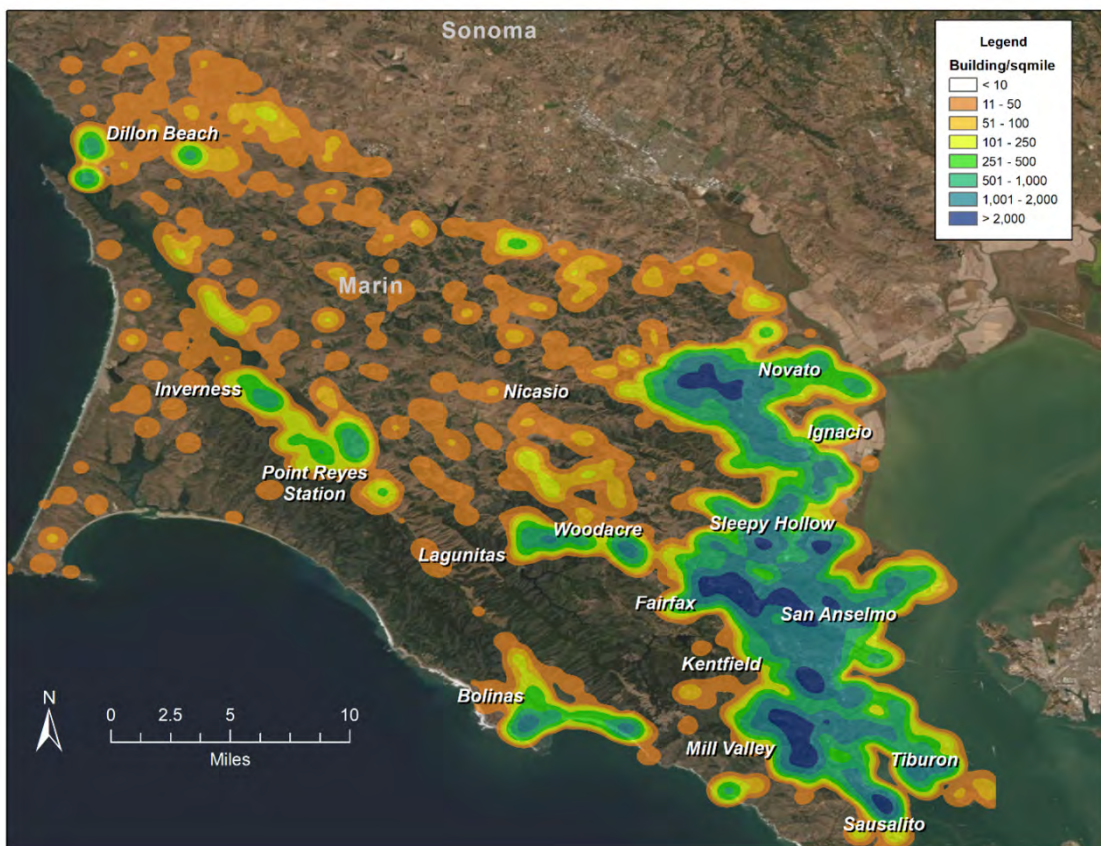 Sonoma
Legend
Building/sqmile
< 10
11 - 50
51 - 100
101 - 250
251 - 500
501 - 1,000
1,001 - 2,000
> 2,000
Dillon Beach
Marin
Inverness
Nicasio
Novato
Ignacio
Point Reyes
Station
Woodacre
Sleepy Hollow
Lagunitas
Fairfax
San Anselmo
Kentfield
Bolinas
Mill Valley
Tiburon
Sausalito
N
0 2.5 5 10
Miles